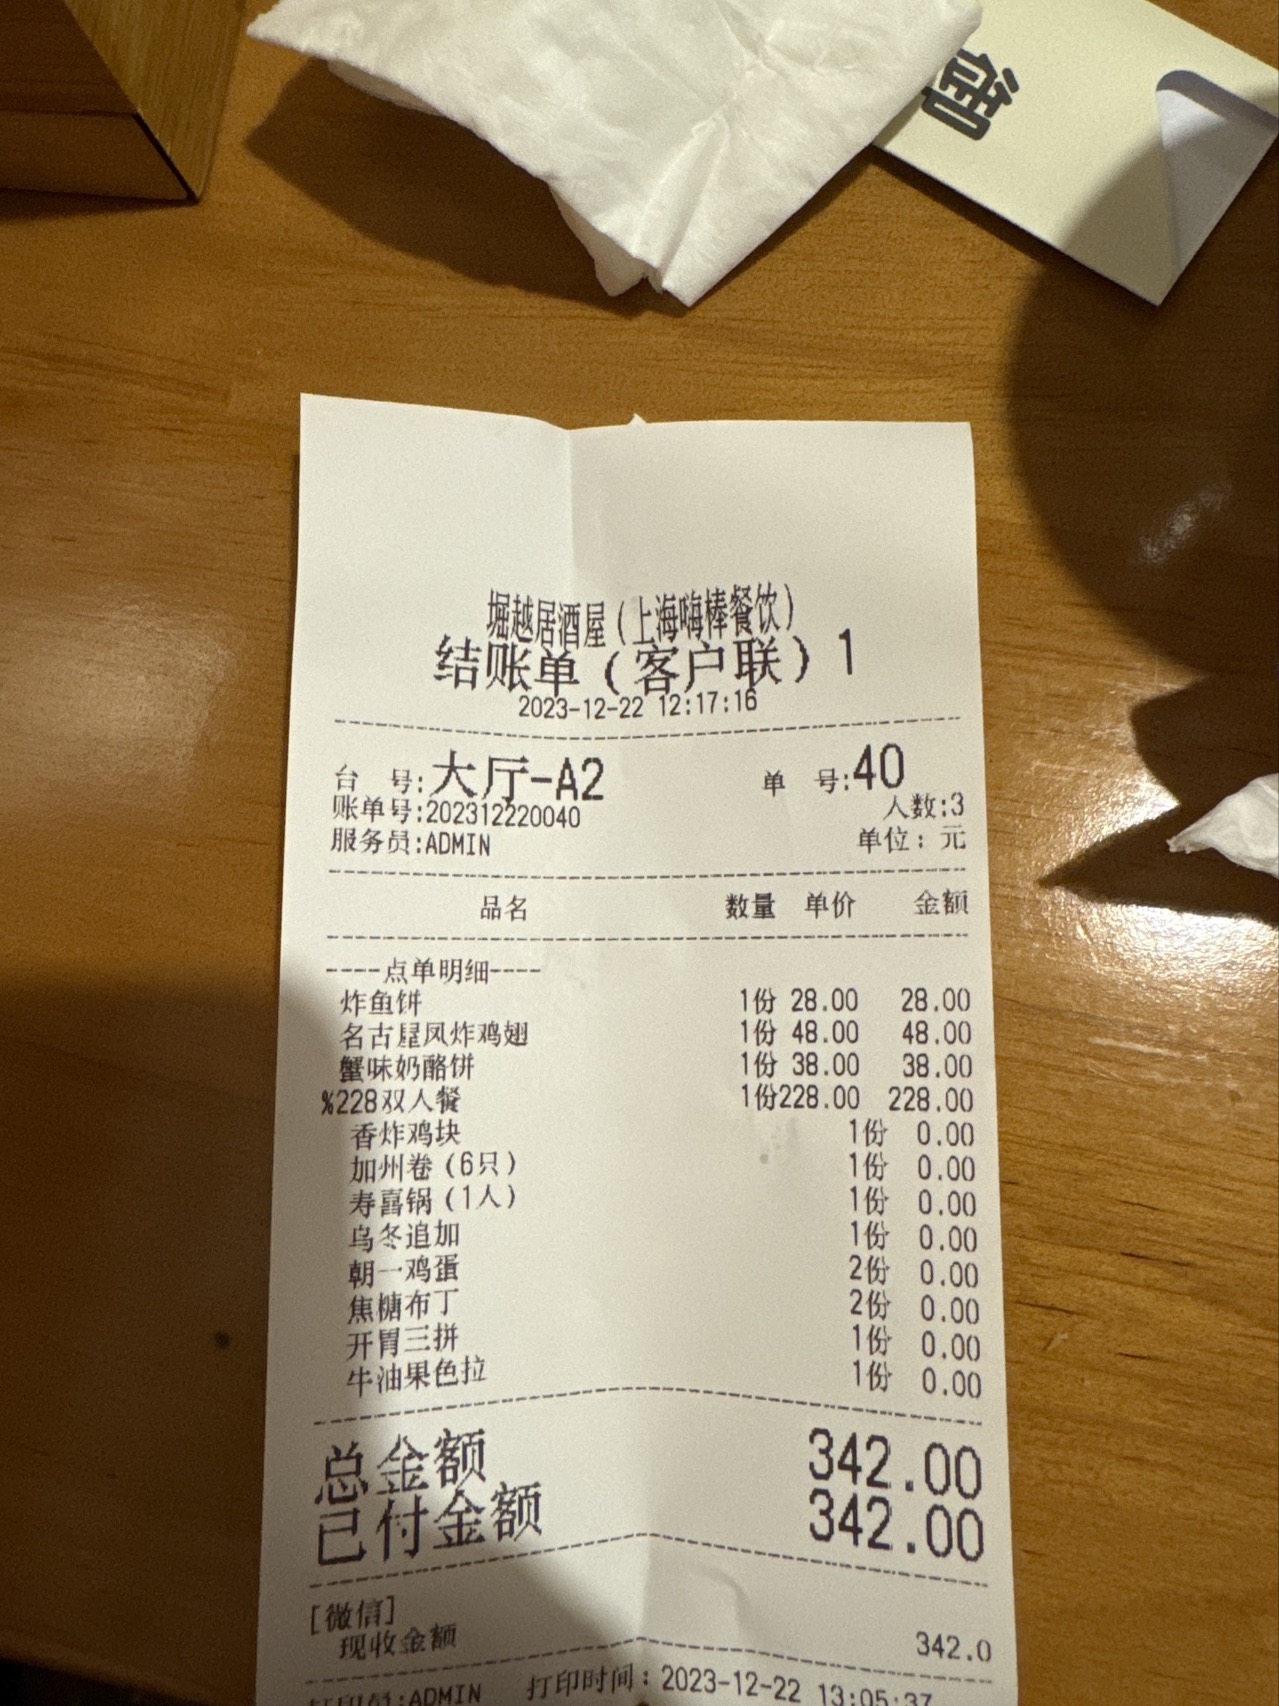 御
堀越居酒屋(上海嗨棒餐饮)
结账单(客户联)1
2023-12-22 12:17:16
台 号:大厅-A2 单 号:40
账单号:202312220040 人数:3
服务员:ADMIN 单位: 元
品名 数量 单价 金额
----点单明细----
炸鱼饼 1份 28.00 28.00
名古屋风炸鸡翅 1份 48.00 48.00
蟹味奶酪饼 1份 38.00 38.00
%228双人餐 1份228.00 228.00
香炸鸡块 1份 0.00
加州卷(6只) 1份 0.00
寿喜锅(1人) 1份 0.00
乌冬追加 1份 0.00
朝一鸡蛋 2份 0.00
焦糖布丁 2份 0.00
开胃三拼 1份 0.00
牛油果色拉 1份 0.00
总金额 342.00
已付金额 342.00
[微信]
现收金额 342.0
打印员:ADMIN 打印时间:2023-12-22 13:05:37